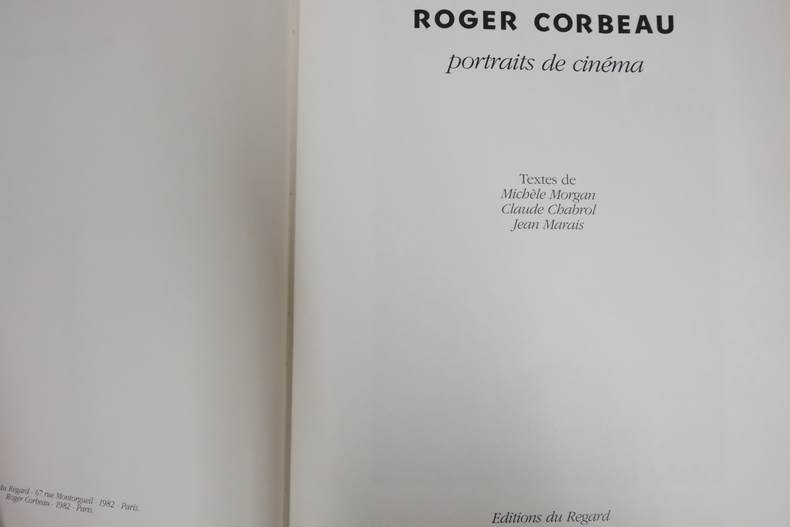 du Regard - 67 rue Montorgueil - 1982 - Paris.
Roger Corbeau - 1982 - Paris.
ROGER CORBEAU
portraits de cinéma
Textes de
Michèle Morgan
Claude Chabrol
Jean Marais
Editions du Regard